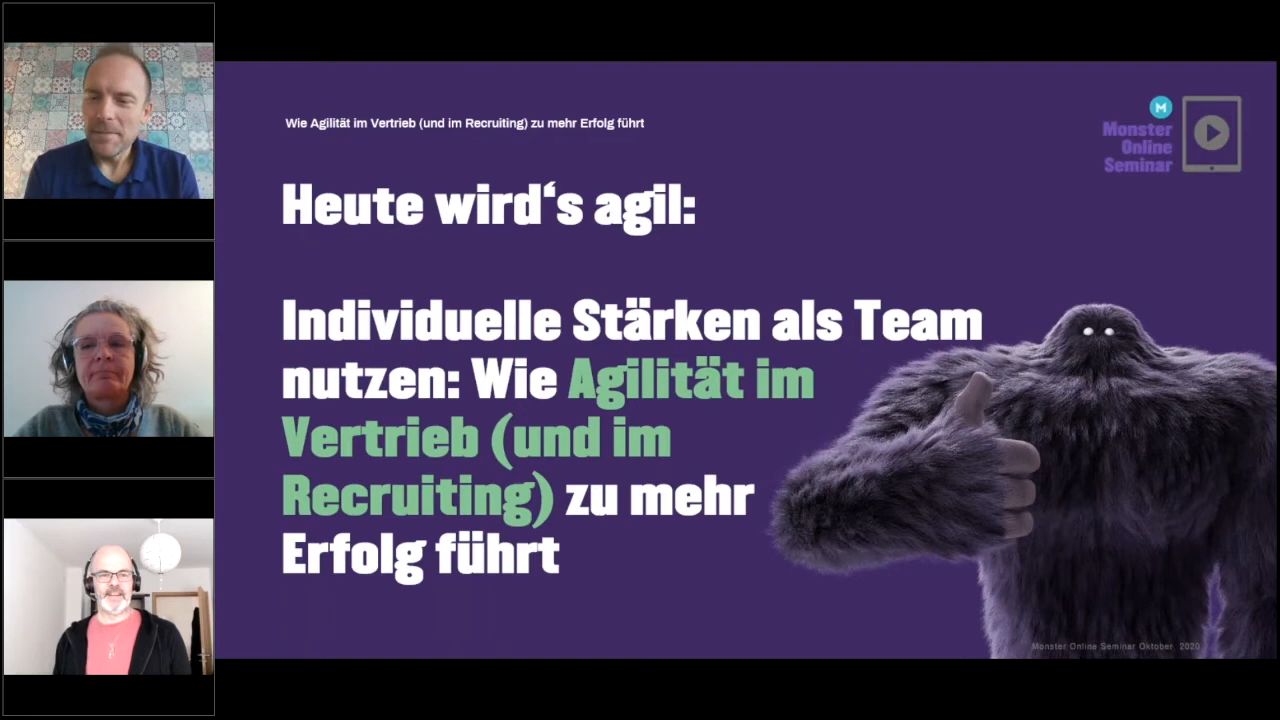 Wie Agilität im Vertrieb (und im Recruiting) zu mehr Erfolg führt
M
Monster
Online
Seminar
Heute wird‘s agil:
Individuelle Stärken als Team
nutzen: Wie Agilität im
Vertrieb (und im
Recruiting) zu mehr
Erfolg führt
Monster Online Seminar Oktober 2020